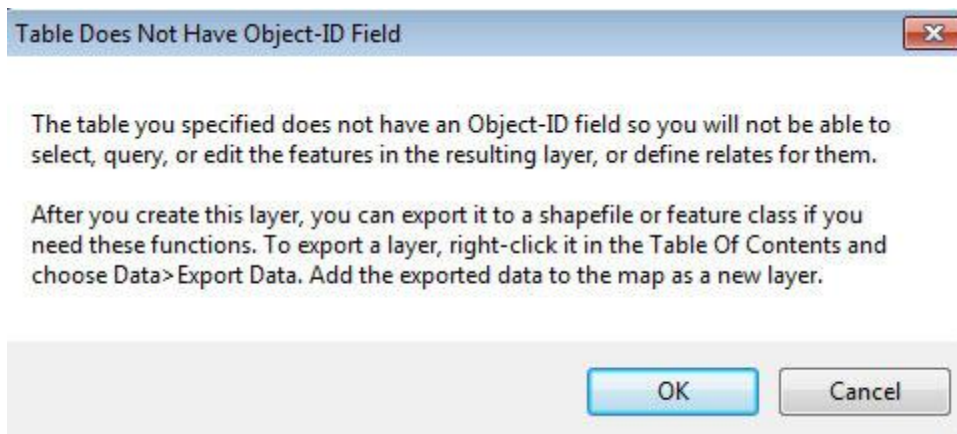 Table Does Not Have Object-ID Field
The table you specified does not have an Object-ID field so you will not be able to
select, query, or edit the features in the resulting layer, or define relates for them.
After you create this layer, you can export it to a shapefile or feature class if you
need these functions. To export a layer, right-click it in the Table Of Contents and
choose Data>Export Data. Add the exported data to the map as a new layer.
OK
Cancel